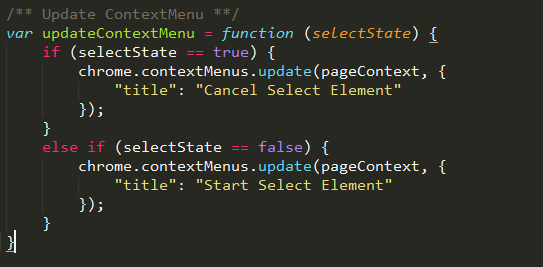 /** Update ContextMenu **/
var updateContextMenu = function (selectState) {
    if (selectState == true) {
        chrome.contextMenus.update(pageContext, {
            "title": "Cancel Select Element"
        });
    }
    else if (selectState == false) {
        chrome.contextMenus.update(pageContext, {
            "title": "Start Select Element"
        });
    }
}